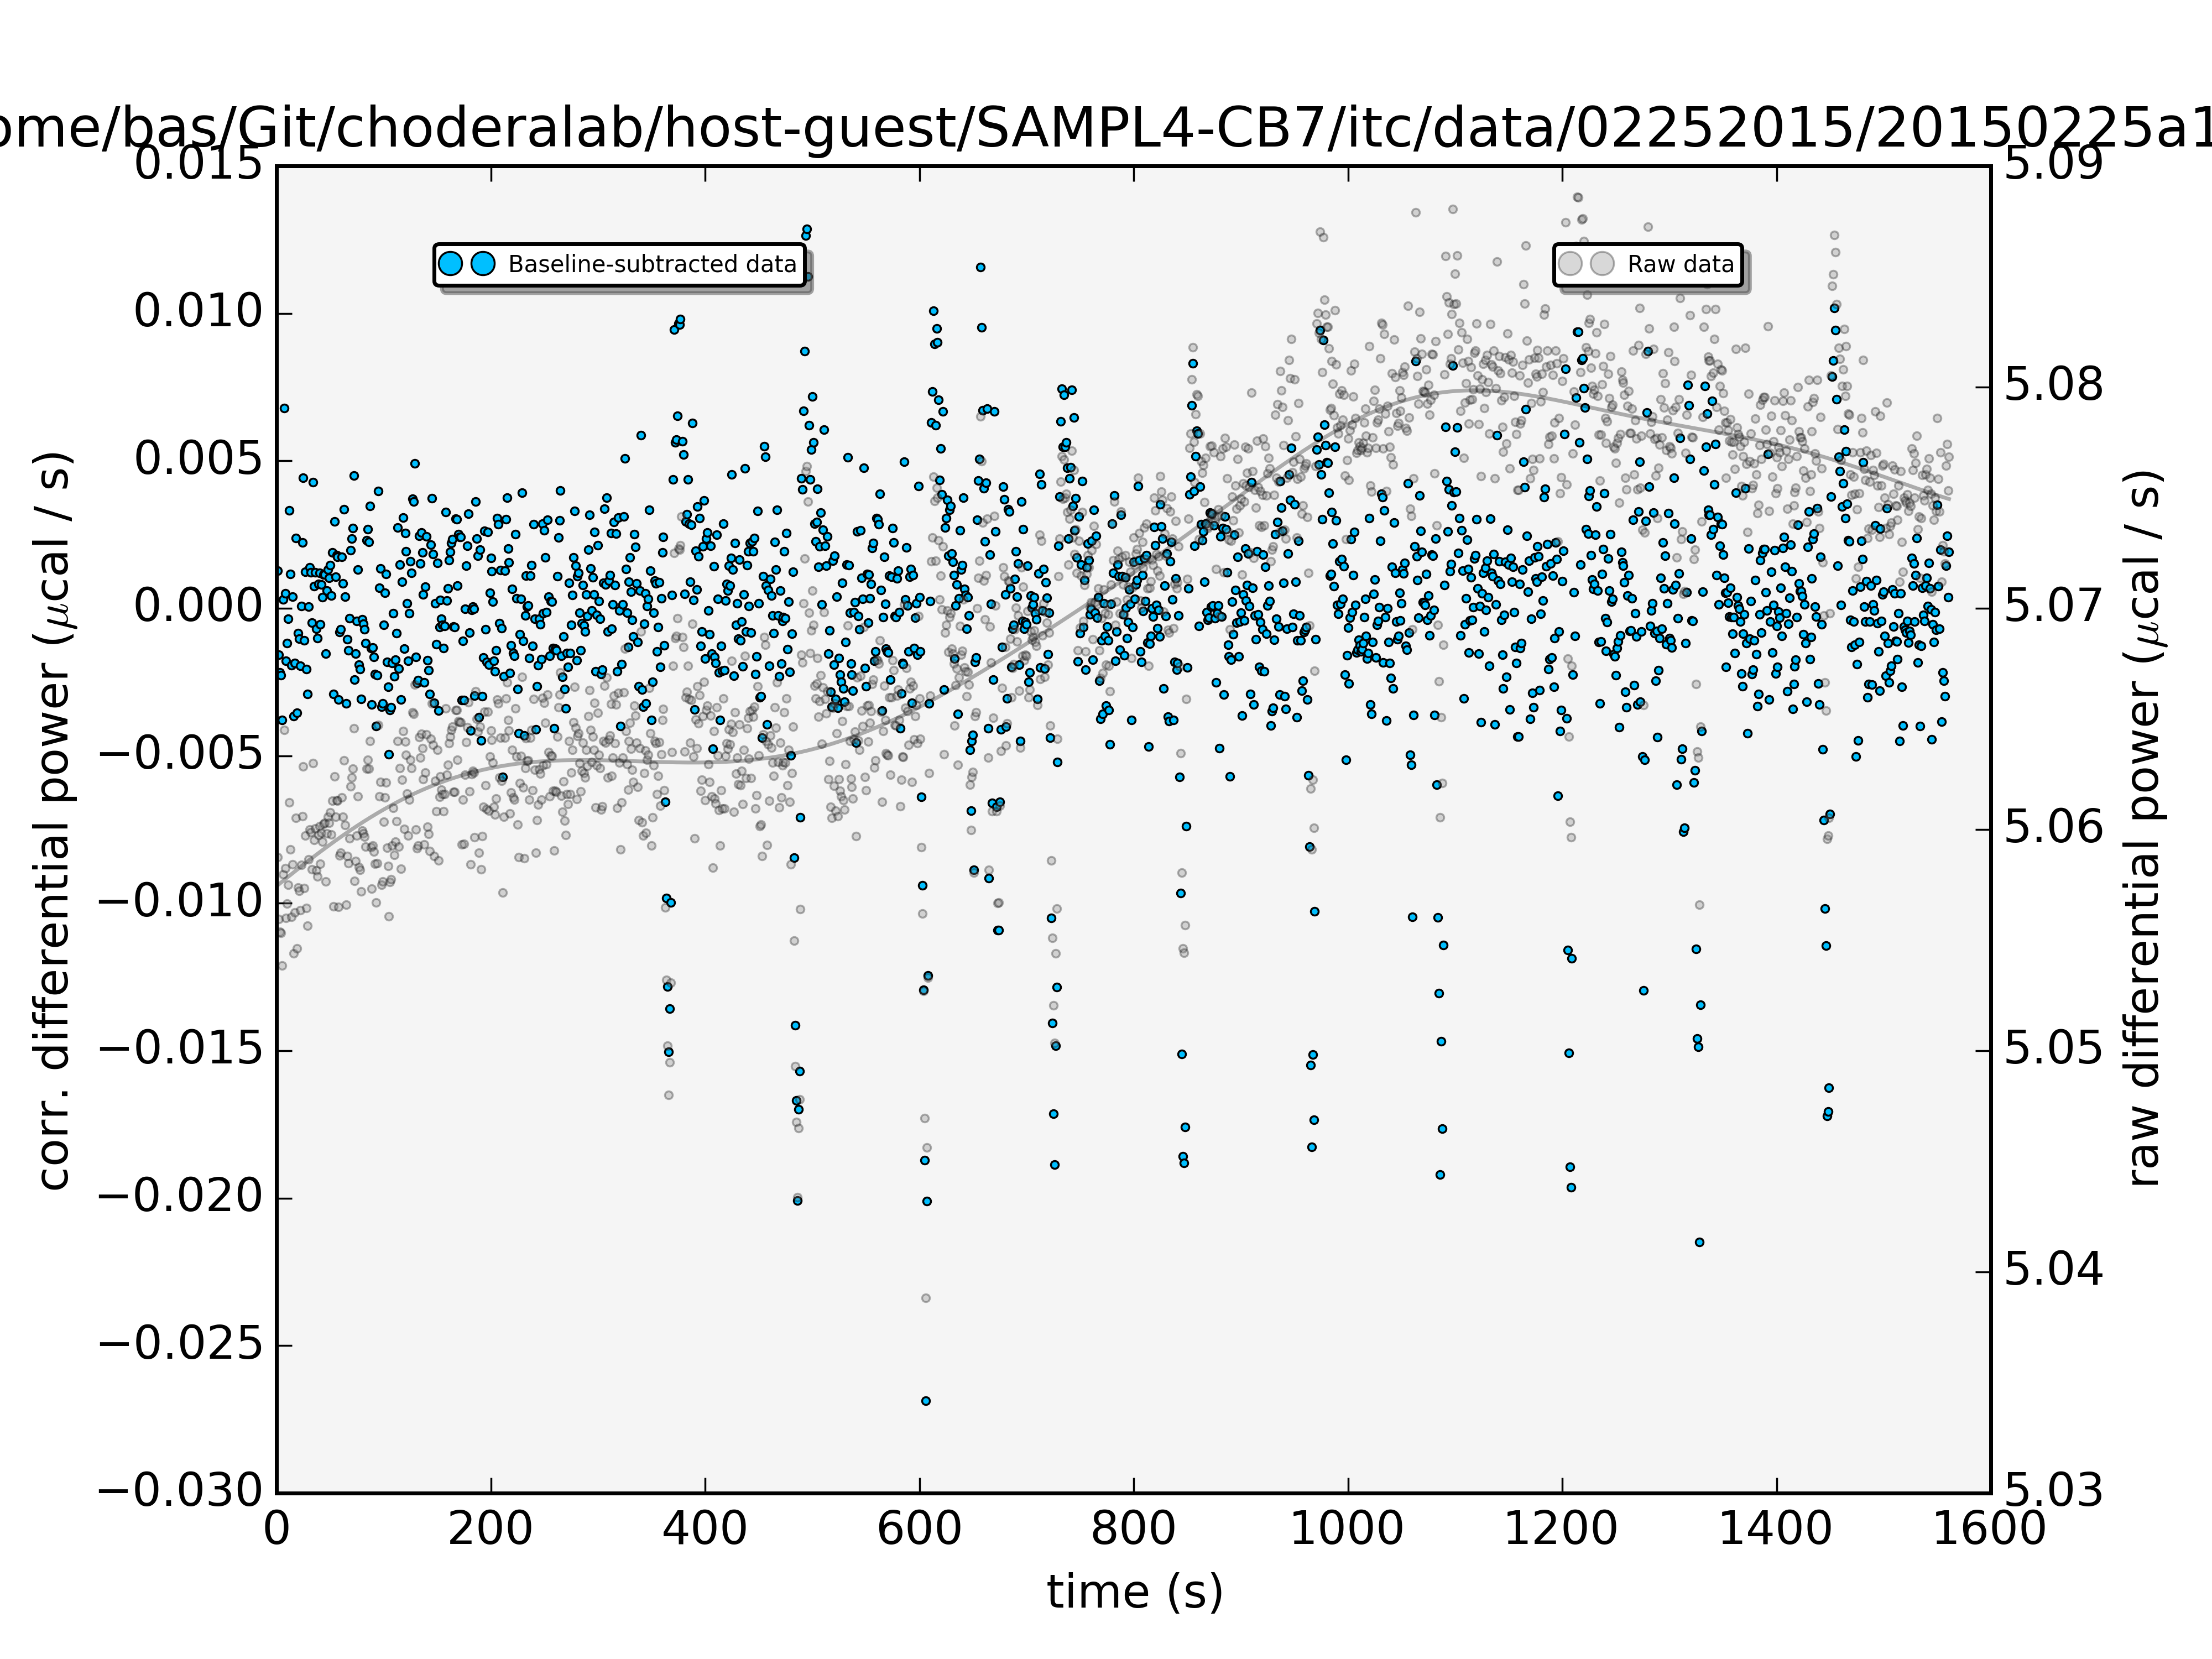 ome/bas/Git/choderalab/host-guest/SAMPL4-CB7/itc/data/02252015/20150225a1
Baseline-subtracted data
Raw data
corr. differential power (μcal / s)
0.015
0.010
0.005
0.000
−0.005
−0.010
−0.015
−0.020
−0.025
−0.030
5.09
5.08
5.07
5.06
5.05
5.04
5.03
raw differential power (μcal / s)
0 200 400 600 800 1000 1200 1400 1600
time (s)